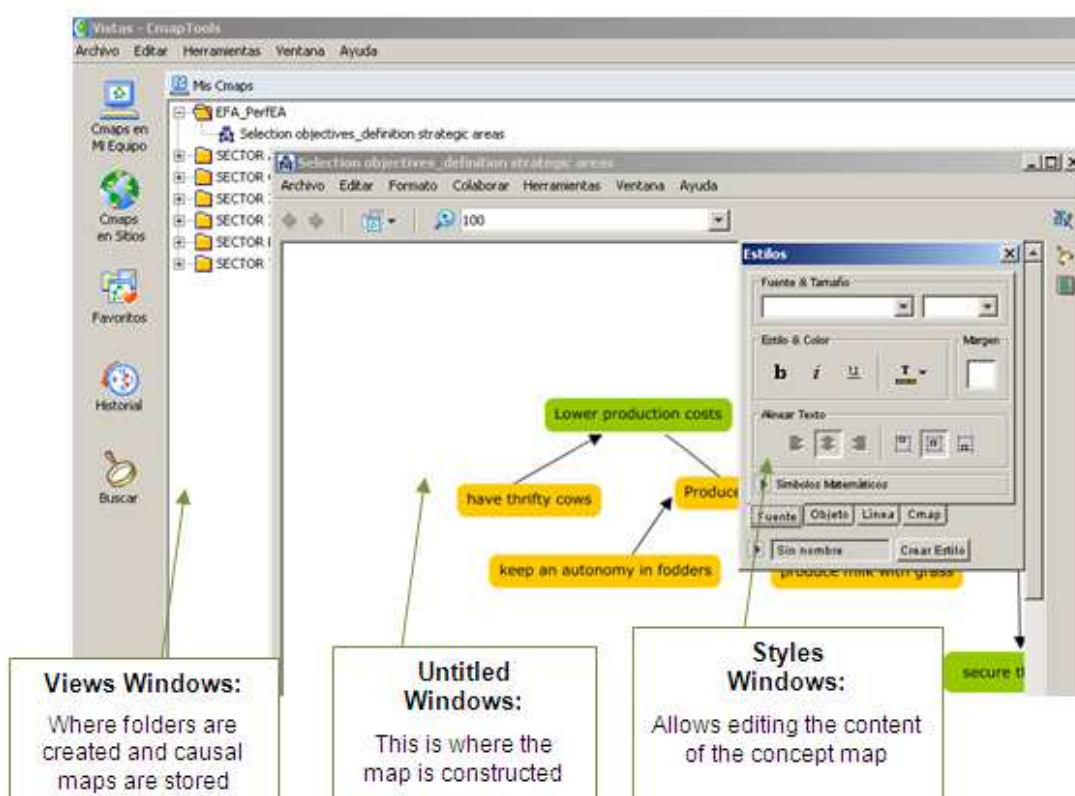 Vistas - CmapTools
Archivo Editar Herramientas Ventana Ayuda
Mis Cmaps
EFA_PerfEA
Selection objectives_definition strategic areas
SECTOR
SECTOR
SECTOR
SECTOR
SECTOR
SECTOR
Cmaps en
Mi Equipo
Cmaps
en Sitios
Favoritos
Historial
Buscar
Selection objectives_definition strategic areas
Archivo Editar Formato Colaborar Herramientas Ventana Ayuda
100
Lower production costs
have thrifty cows
Produce
keep an autonomy in fodders
produce milk with grass
secure
Estilos
Fuente & Tamaño
Estilo & Color
Margen
b i u T
Alinear Texto
Símbolos Matemáticos
Fuente Objeto Línea Cmap
Sin nombre Crear Estilo
Views Windows:
Where folders are
created and causal
maps are stored
Untitled
Windows:
This is where the
map is constructed
Styles
Windows:
Allows editing the content
of the concept map